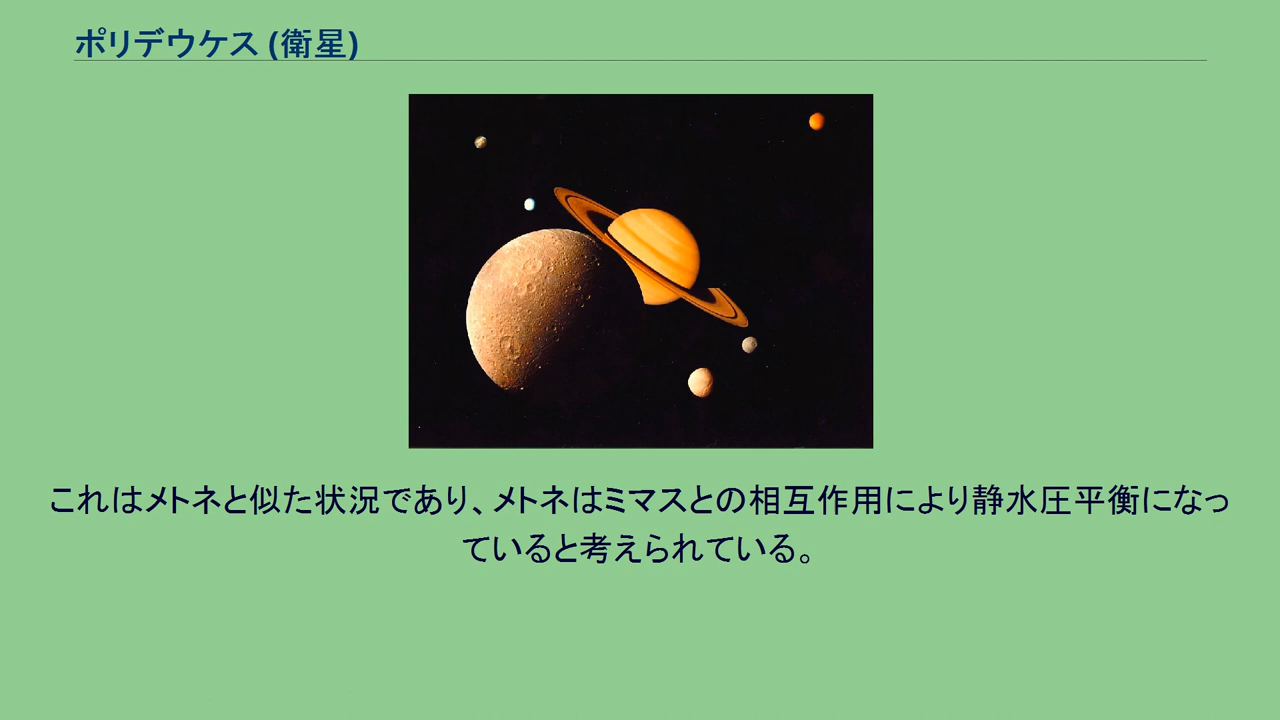 ポリデウケス (衛星)
これはメトネと似た状況であり、メトネはミマスとの相互作用により静水圧平衡になっ
ていると考えられている。